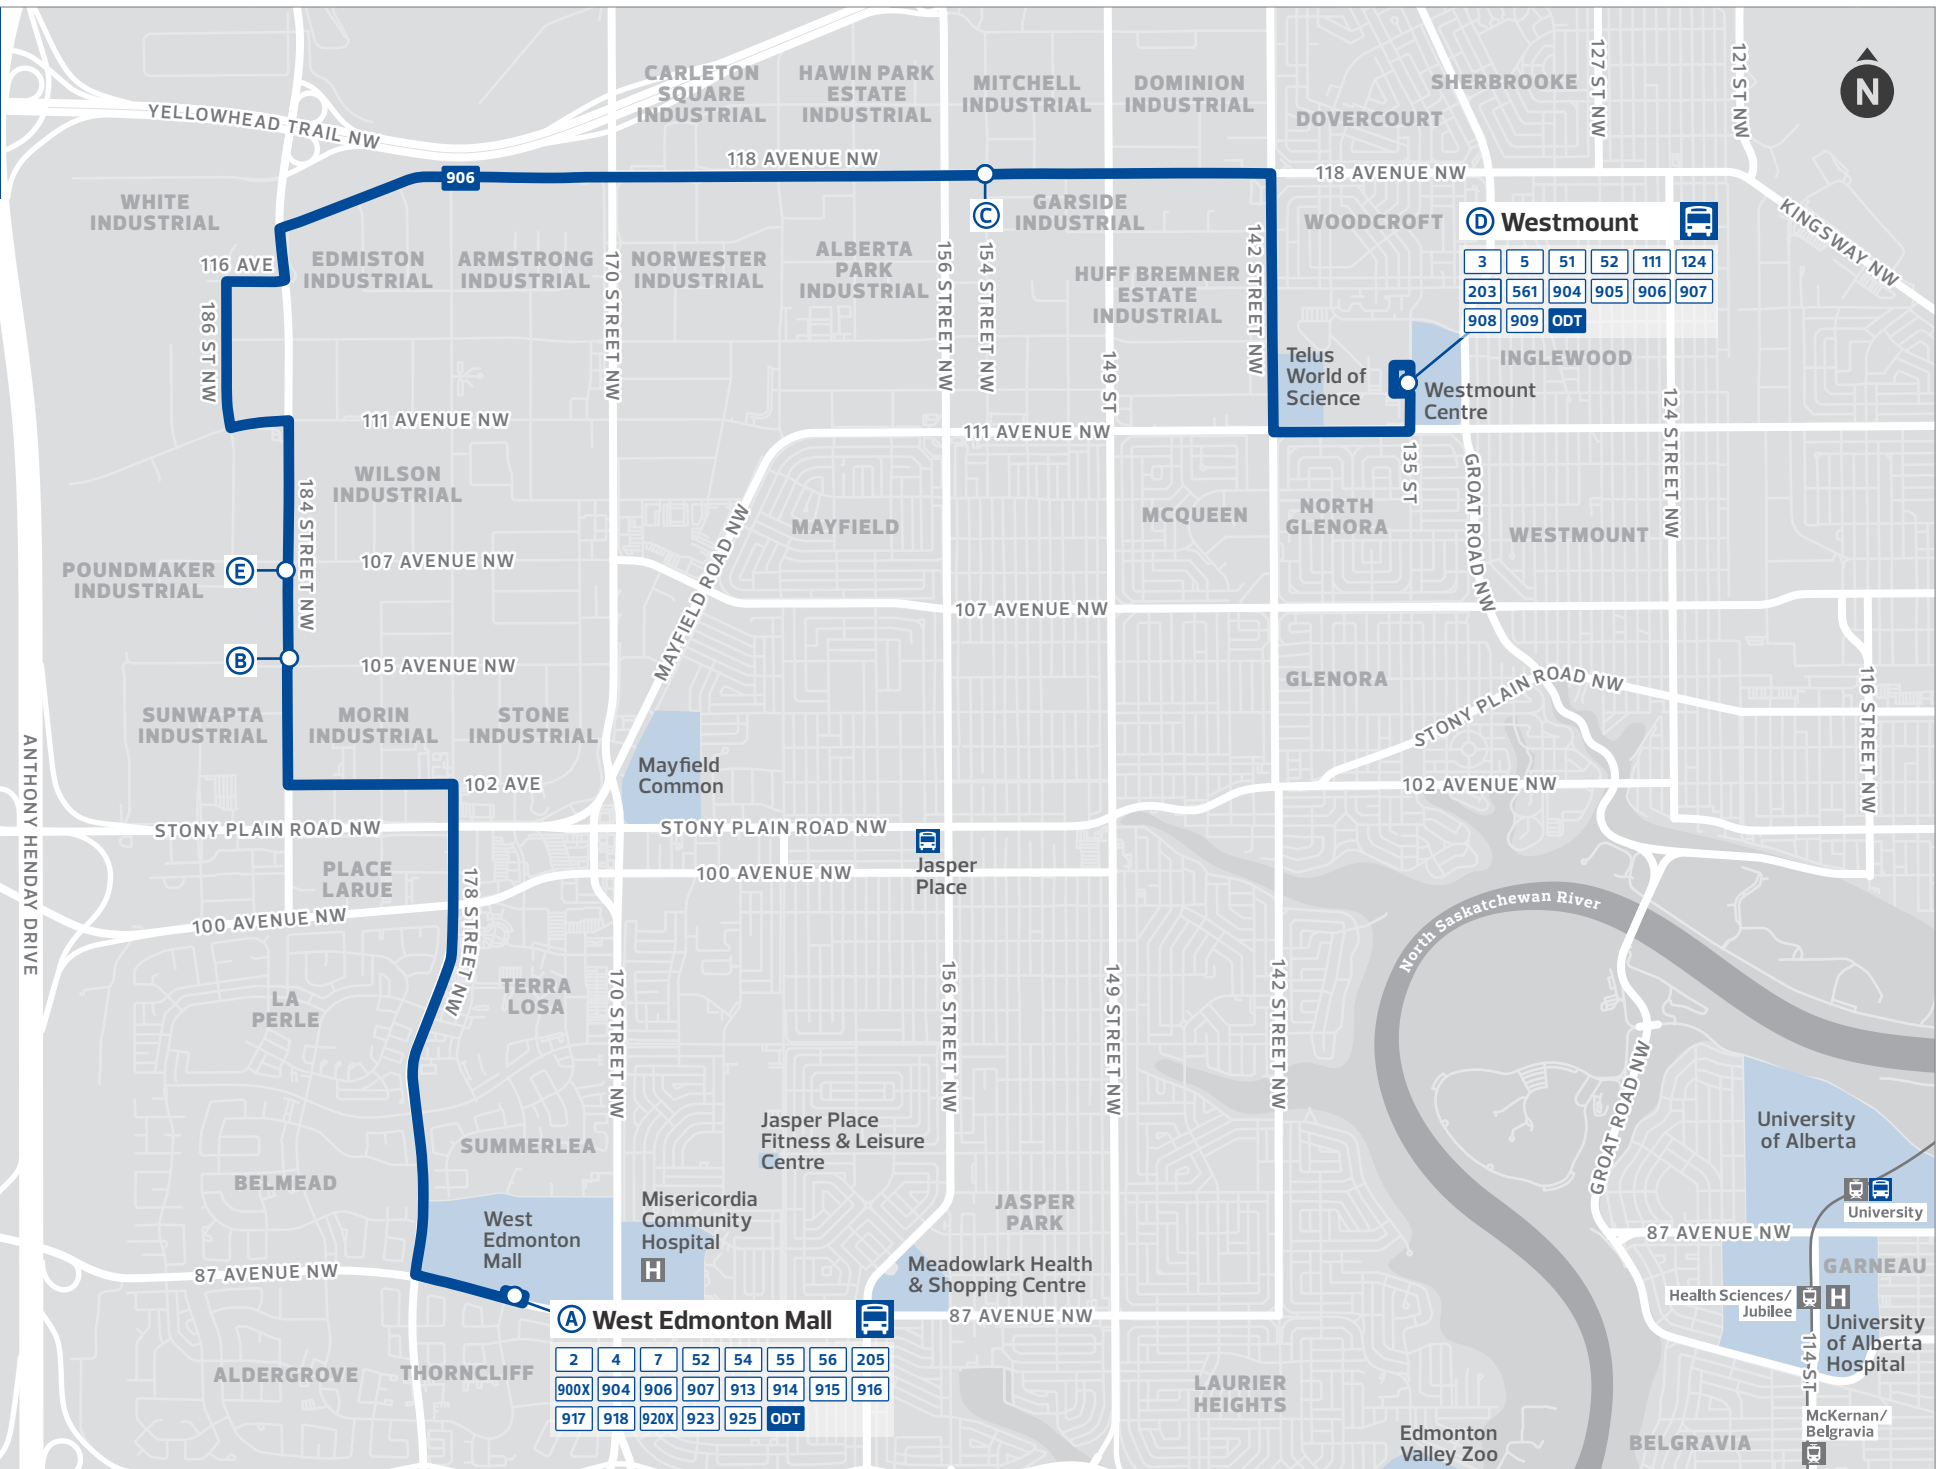 CARLETON
SQUARE
INDUSTRIAL
HAWIN PARK
ESTATE
INDUSTRIAL
MITCHELL
INDUSTRIAL
DOMINION
INDUSTRIAL
SHERBROOKE
DOVERCOURT
127 ST NW
121 ST NW
N
YELLOWHEAD TRAIL NW
118 AVENUE NW
118 AVENUE NW
906
WHITE
INDUSTRIAL
C
GARSIDE
INDUSTRIAL
WOODCROFT
KINGSWAY NW
D Westmount
3 5 51 52 111 124
203 561 904 905 906 907
908 909 ODT
116 AVE
EDMISTON
INDUSTRIAL
ARMSTRONG
INDUSTRIAL
170 STREET NW
NORWESTER
INDUSTRIAL
ALBERTA
PARK
INDUSTRIAL
156 STREET NW
154 STREET NW
HUFF BREMNER
ESTATE
INDUSTRIAL
142 STREET NW
186 ST NW
149 ST
Telus
World of
Science
Westmount
Centre
INGLEWOOD
124 STREET NW
111 AVENUE NW
111 AVENUE NW
135 ST
GROAT ROAD NW
WILSON
INDUSTRIAL
184 STREET NW
MAYFIELD ROAD NW
MAYFIELD
MCQUEEN
NORTH
GLENORA
WESTMOUNT
POUNDMAKER
INDUSTRIAL
E
107 AVENUE NW
107 AVENUE NW
B
105 AVENUE NW
GLENORA
STONY PLAIN ROAD NW
116 STREET NW
SUNWAPTA
INDUSTRIAL
MORIN
INDUSTRIAL
STONE
INDUSTRIAL
ANTHONY HENDAY DRIVE
Mayfield
Common
102 AVE
102 AVENUE NW
STONY PLAIN ROAD NW
STONY PLAIN ROAD NW
Jasper
Place
PLACE
LARUE
178 STREET NW
100 AVENUE NW
100 AVENUE NW
North Saskatchewan River
LA
PERLE
TERRA
LOSA
170 STREET NW
156 STREET NW
149 STREET NW
142 STREET NW
GROAT ROAD NW
SUMMERLEA
BELMEAD
Jasper Place
Fitness & Leisure
Centre
University
of Alberta
University
West
Edmonton
Mall
Misericordia
Community
Hospital
H
JASPER
PARK
Meadowlark Health
& Shopping Centre
87 AVENUE NW
87 AVENUE NW
87 AVENUE NW
GARNEAU
Health Sciences/
Jubilee
H
University
of Alberta
Hospital
114 ST
A West Edmonton Mall
2 4 7 52 54 55 56 205
900X 904 906 907 913 914 915 916
917 918 920X 923 925 ODT
ALDERGROVE
THORNCLIFF
LAURIER
HEIGHTS
Edmonton
Valley Zoo
BELGRAVIA
McKernan/
Belgravia